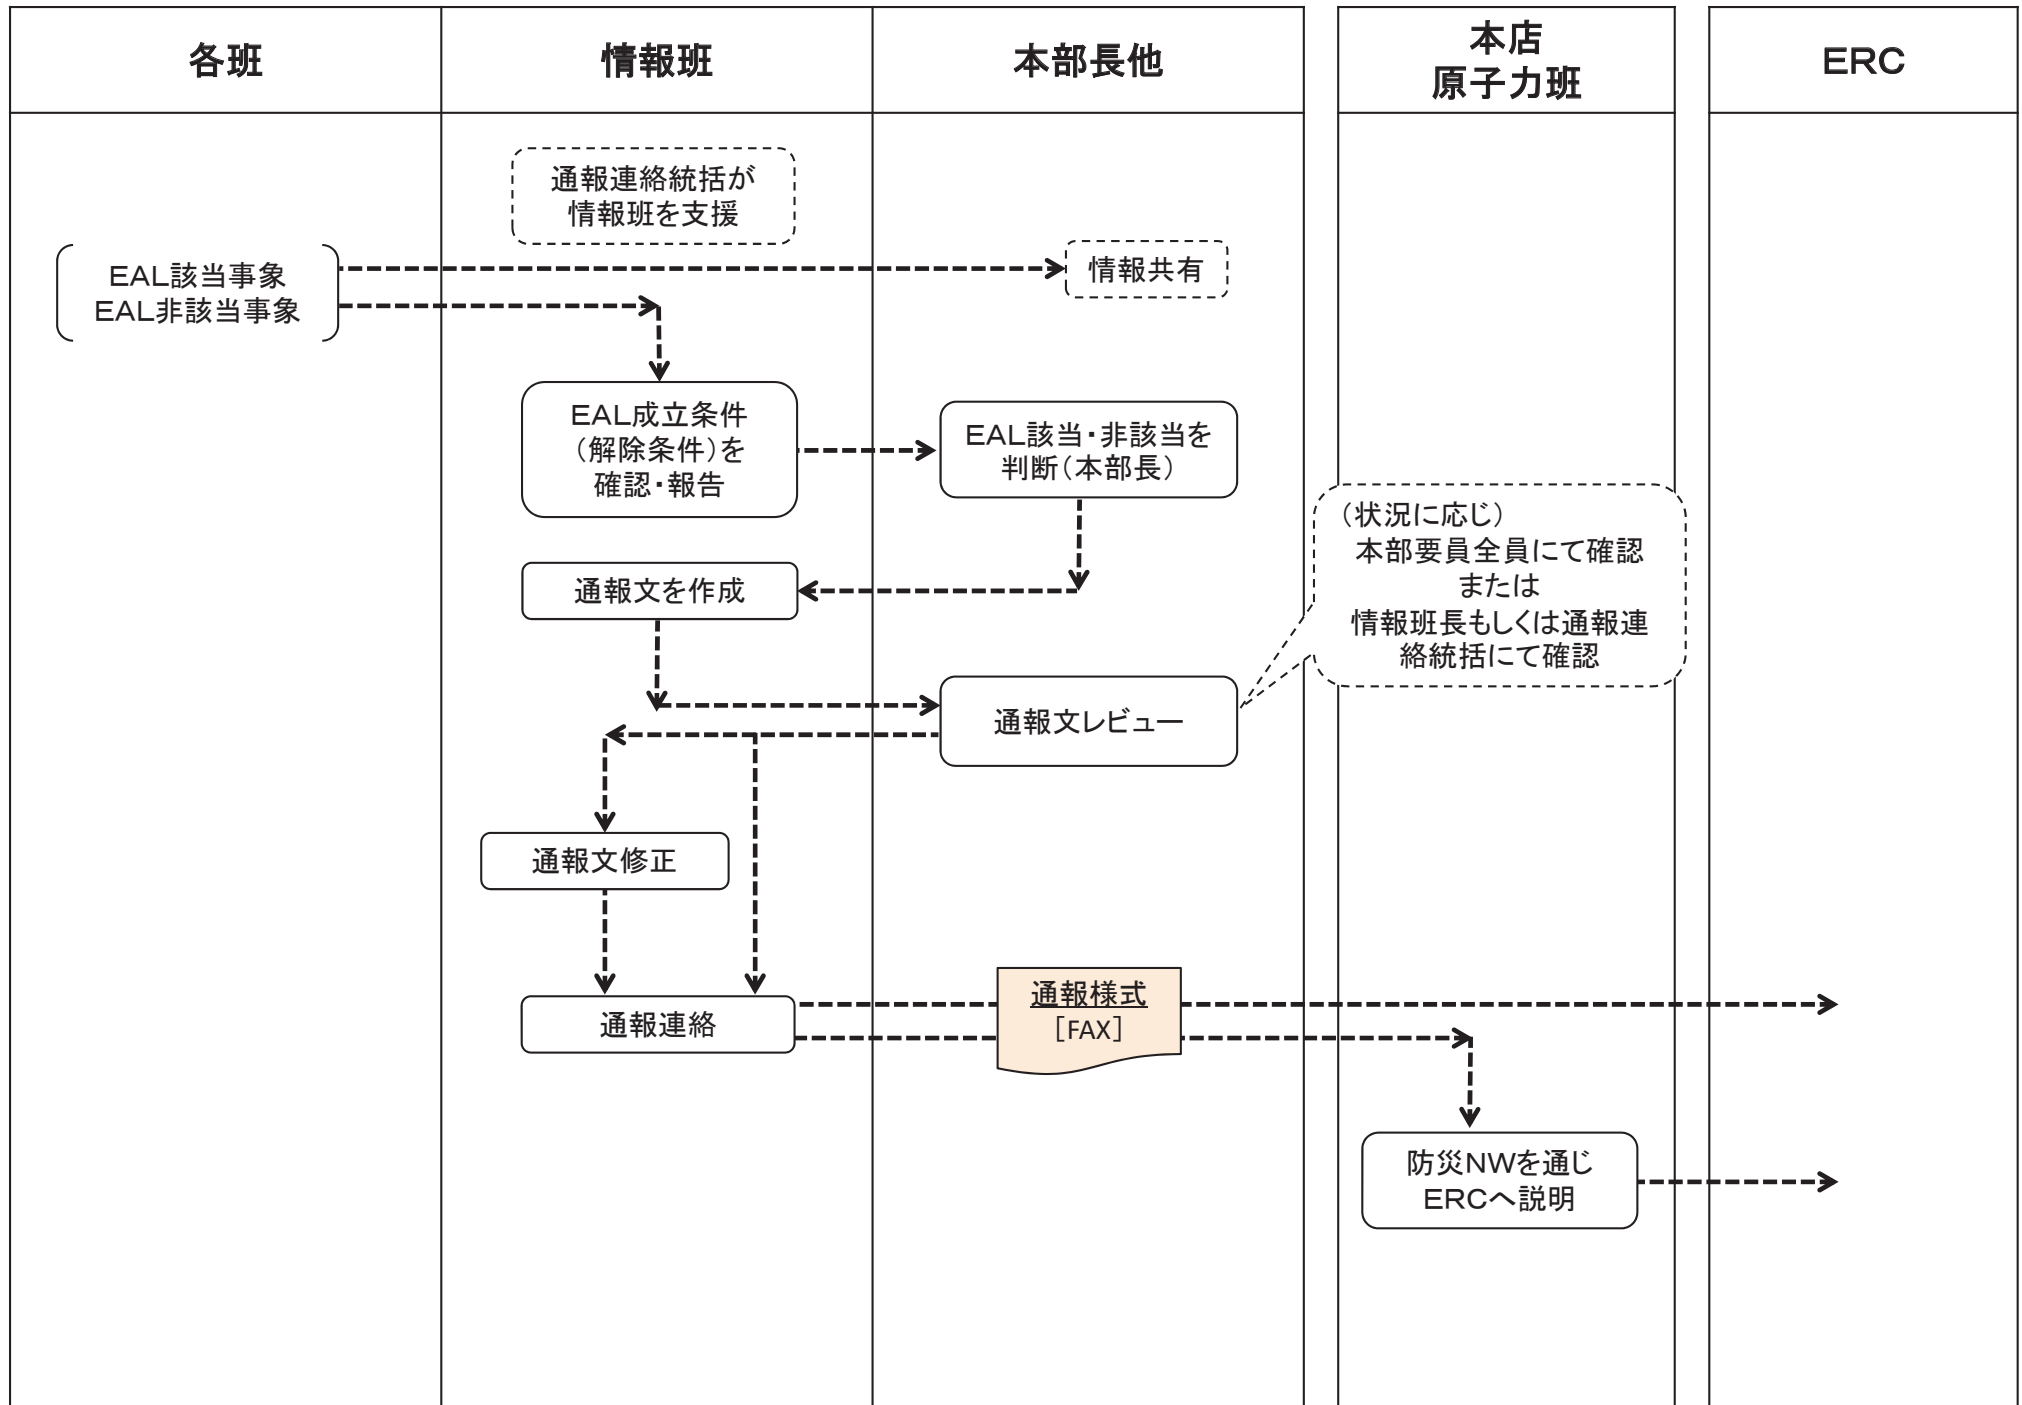 各班
情報班
本部長他
本店
原子力班
ERC
通報連絡統括が
情報班を支援
EAL該当事象
EAL非該当事象
情報共有
EAL成立条件
（解除条件）を
確認・報告
EAL該当・非該当を
判断（本部長）
（状況に応じ）
本部要員全員にて確認
または
情報班長もしくは通報連
絡統括にて確認
通報文を作成
通報文レビュー
通報文修正
通報様式
［FAX］
通報連絡
防災NWを通じ
ERCへ説明